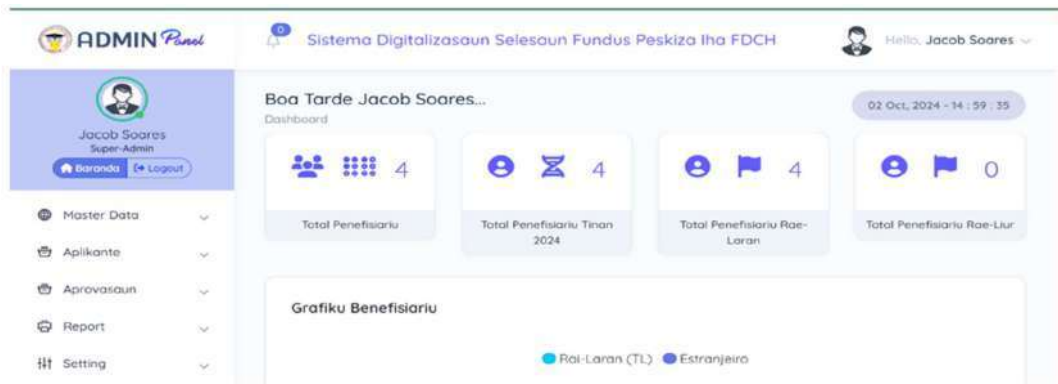 ADMIN Panel
0
Sistema Digitalizasaun Selesaun Fundus Peskiza Iha FDCH
Hello, Jacob Soares
Jacob Soares
Super-Admin
Baranda
Logout
Master Data
Aplikante
Aprovasaun
Report
Setting
Boa Tarde Jacob Soares...
Dashboard
02 Oct, 2024 - 14 : 59 : 35
4
Total Penefisiariu
4
Total Penefisiariu Tinan
2024
4
Total Penefisiariu Rae-
Laran
0
Total Penefisiariu Rae-Liur
Grafiku Benefisiariu
Rai-Laran (TL)
Estranjeiro